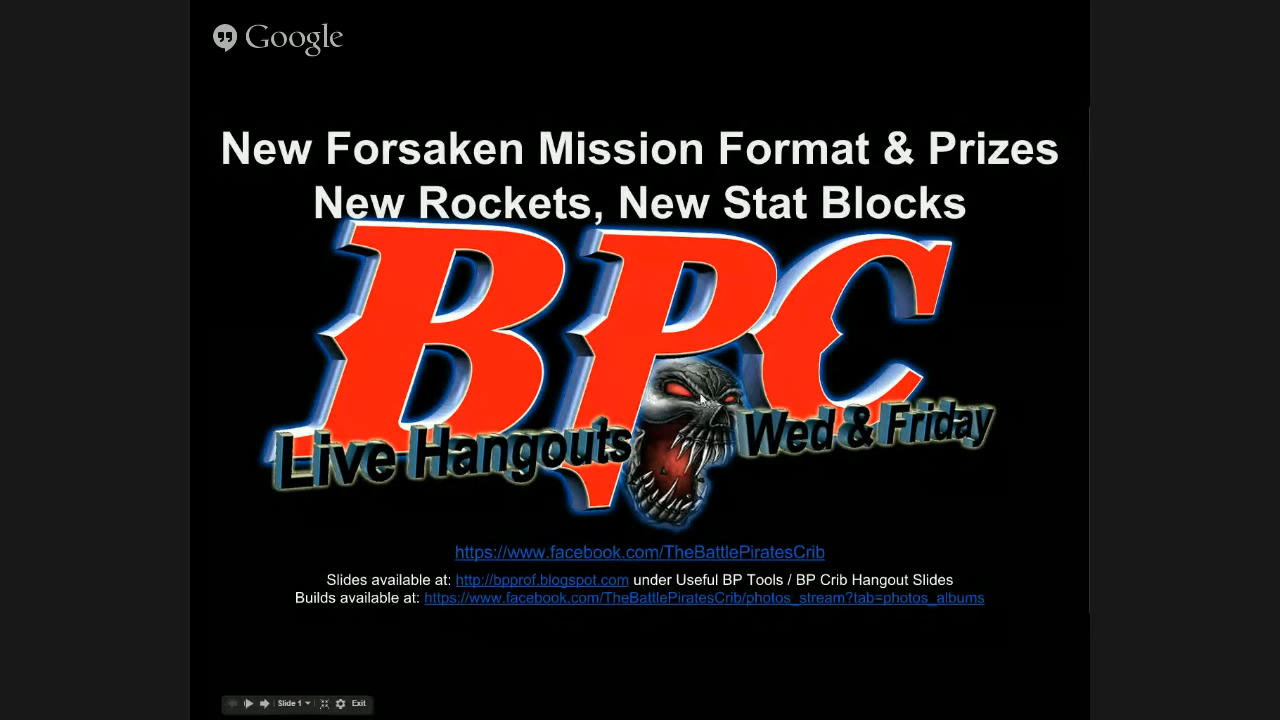 Google
New Forsaken Mission Format & Prizes
New Rockets, New Stat Blocks
BPC
Live Hangouts Wed & Friday
https://www.facebook.com/TheBattlePiratesCrib
Slides available at: http://bpprof.blogspot.com under Useful BP Tools / BP Crib Hangout Slides
Builds available at: https://www.facebook.com/TheBattlePiratesCrib/photos_stream?tab=photos_albums
Slide 1 Exit